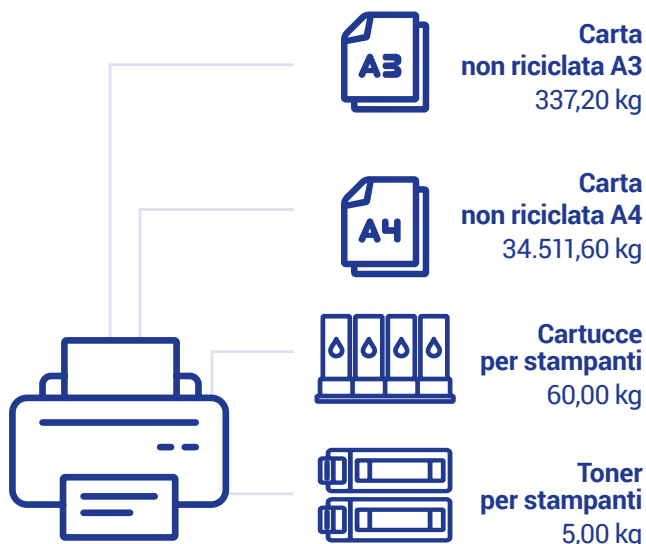 A3
Carta
non riciclata A3
337,20 kg
A4
Carta
non riciclata A4
34.511,60 kg
Cartucce
per stampanti
60,00 kg
Toner
per stampanti
5,00 kg